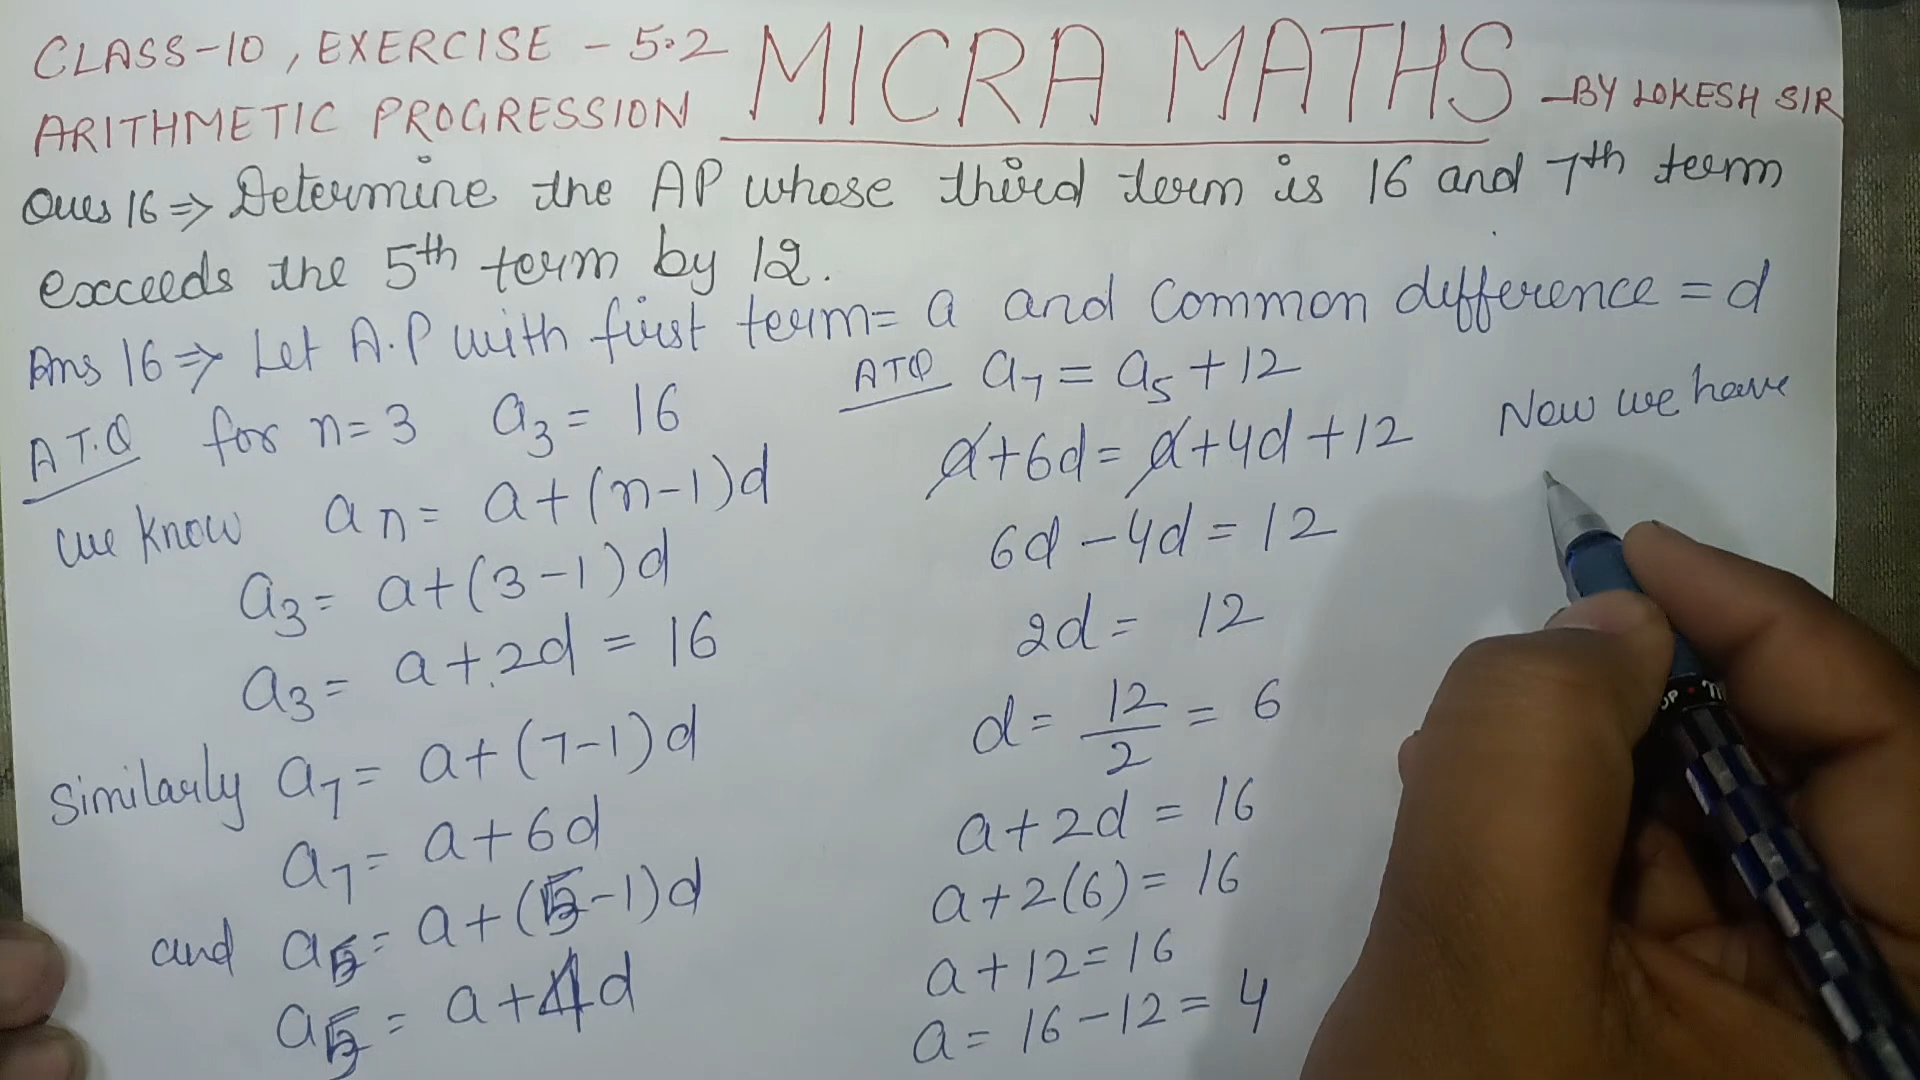 CLASS-10, EXERCISE - 5.2
ARITHMETIC PROGRESSION
MICRA MATHS
-BY LOKESH SIR
Ques 16 ⇒ Determine the AP whose third term is 16 and 7th term
exceeds the 5th term by 12.
Ans 16 ⇒ Let A.P with first term = a and Common difference = d
A T.Q for n = 3 a₃ = 16
we know aₙ = a + (n-1)d
a₃ = a + (3-1)d
a₃ = a + 2d = 16
Similarly a₇ = a + (7-1)d
a₇ = a + 6d
and a₅ = a + (5-1)d
a₅ = a + 4d
ATQ a₇ = a₅ + 12
a + 6d = a + 4d + 12
6d - 4d = 12
2d = 12
d = 12/2 = 6
a + 2d = 16
a + 2(6) = 16
a + 12 = 16
a = 16 - 12 = 4
Now we have